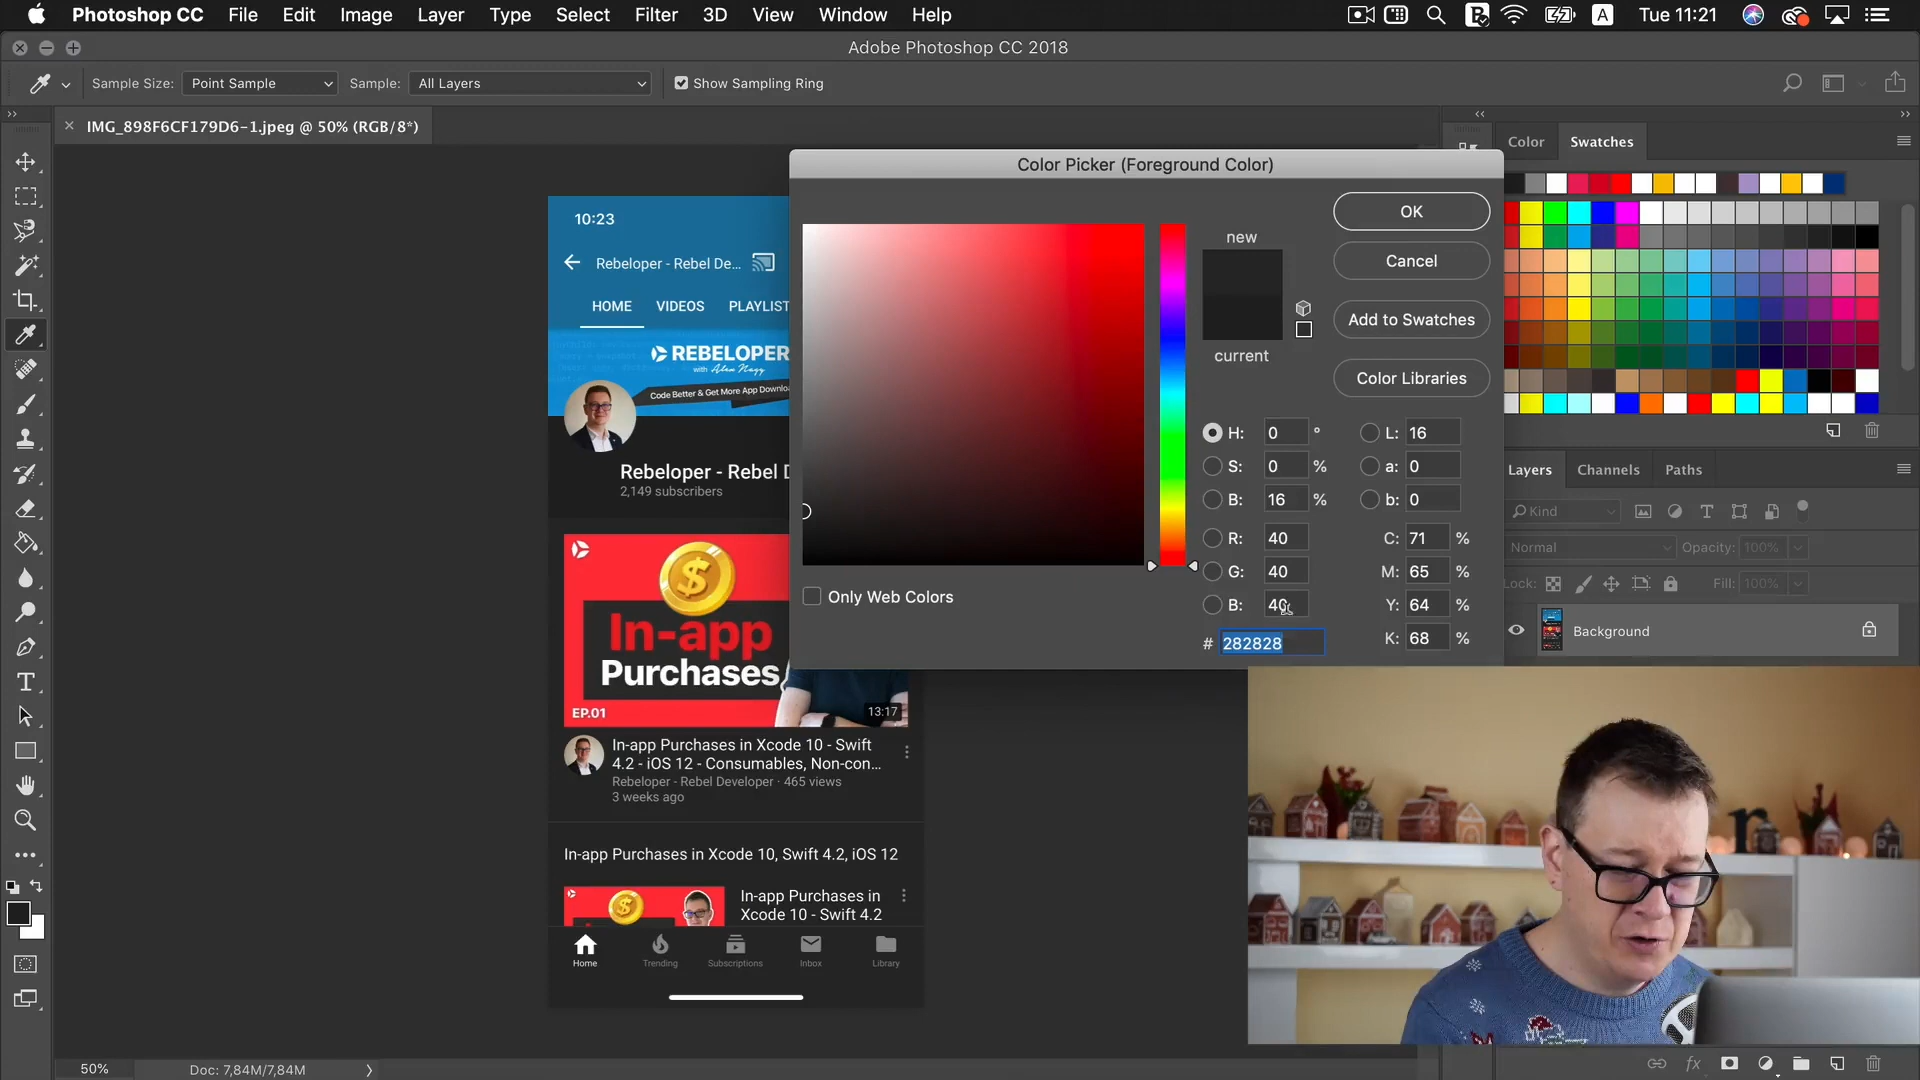 Photoshop CC File Edit Image Layer Type Select Filter 3D View Window Help A Tue 11:21
Adobe Photoshop CC 2018
Sample Size: Point Sample Sample: All Layers Show Sampling Ring
IMG_898F6CF179D6-1.jpeg @ 50% (RGB/8*)
Color Swatches
Color Picker (Foreground Color)
OK
new
Cancel
Add to Swatches
current
Color Libraries
H: 0 ° L: 16
S: 0 % a: 0
B: 16 % b: 0
R: 40 C: 71 %
G: 40 M: 65 %
B: 40 Y: 64 %
# 282828 K: 68 %
Only Web Colors
10:23
Rebeloper - Rebel De...
HOME VIDEOS PLAYLIST
REBELOPER
with Alex Nagy
Code Better & Get More App Downlo
Rebeloper - Rebel D
2,149 subscribers
In-app
Purchases
EP.01
13:17
In-app Purchases in Xcode 10 - Swift
4.2 - iOS 12 - Consumables, Non-con...
Rebeloper - Rebel Developer · 465 views
3 weeks ago
In-app Purchases in Xcode 10, Swift 4.2, iOS 12
In-app Purchases in
Xcode 10 - Swift 4.2
Home Trending Subscriptions Inbox Library
Layers Channels Paths
Kind
Normal Opacity: 100%
Lock: Fill: 100%
Background
fx
50% Doc: 7,84M/7,84M